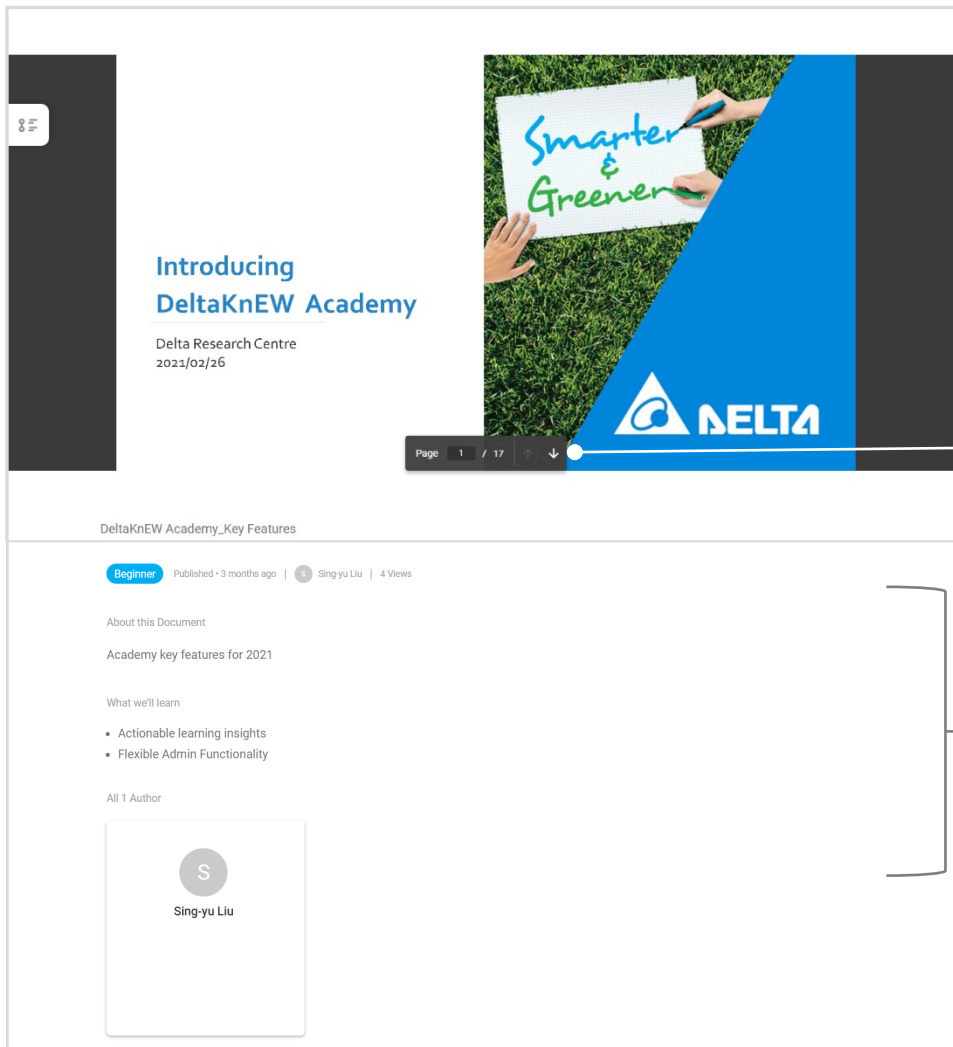 Smarter
&
Greener
Introducing
DeltaKnEW Academy
Delta Research Centre
2021/02/26
DELTA
Page 1 / 17
DeltaKnEW Academy_Key Features
Beginner Published • 3 months ago | S Sing-yu Liu | 4 Views
About this Document
Academy key features for 2021
What we'll learn
• Actionable learning insights
• Flexible Admin Functionality
All 1 Author
S
Sing-yu Liu